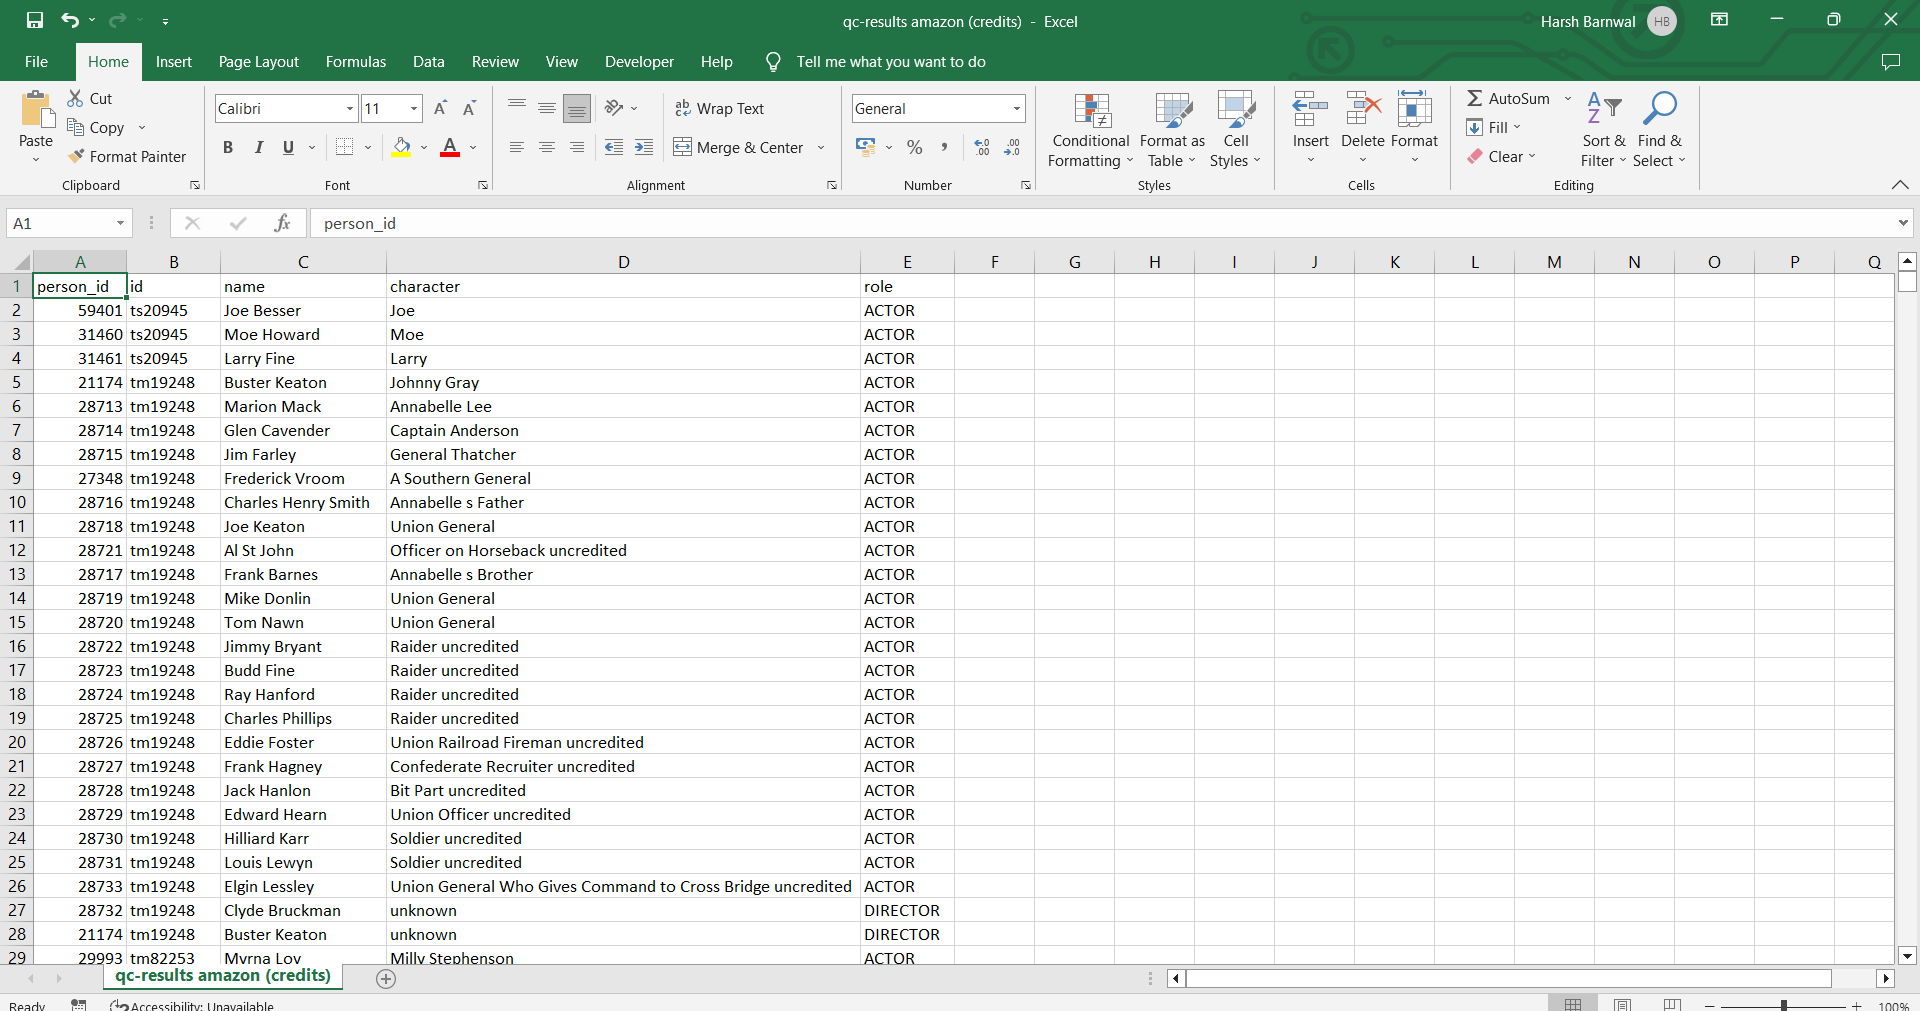 qc-results amazon (credits) - Excel
Harsh Barnwal HB
File Home Insert Page Layout Formulas Data Review View Developer Help Tell me what you want to do
Paste
Cut
Copy
Format Painter
Clipboard
Calibri 11
A A
B I U A
Font
ab Wrap Text
Merge & Center
Alignment
General
% , .00 .00
Number
Conditional Formatting
Format as Table
Cell Styles
Styles
Insert Delete Format
Cells
AutoSum
Fill
Clear
Sort & Filter
Find & Select
Editing
A1 fx person_id
A B C D E F G H I J K L M N O P Q
1 person_id id name character role
2 59401 ts20945 Joe Besser Joe ACTOR
3 31460 ts20945 Moe Howard Moe ACTOR
4 31461 ts20945 Larry Fine Larry ACTOR
5 21174 tm19248 Buster Keaton Johnny Gray ACTOR
6 28713 tm19248 Marion Mack Annabelle Lee ACTOR
7 28714 tm19248 Glen Cavender Captain Anderson ACTOR
8 28715 tm19248 Jim Farley General Thatcher ACTOR
9 27348 tm19248 Frederick Vroom A Southern General ACTOR
10 28716 tm19248 Charles Henry Smith Annabelle s Father ACTOR
11 28718 tm19248 Joe Keaton Union General ACTOR
12 28721 tm19248 Al St John Officer on Horseback uncredited ACTOR
13 28717 tm19248 Frank Barnes Annabelle s Brother ACTOR
14 28719 tm19248 Mike Donlin Union General ACTOR
15 28720 tm19248 Tom Nawn Union General ACTOR
16 28722 tm19248 Jimmy Bryant Raider uncredited ACTOR
17 28723 tm19248 Budd Fine Raider uncredited ACTOR
18 28724 tm19248 Ray Hanford Raider uncredited ACTOR
19 28725 tm19248 Charles Phillips Raider uncredited ACTOR
20 28726 tm19248 Eddie Foster Union Railroad Fireman uncredited ACTOR
21 28727 tm19248 Frank Hagney Confederate Recruiter uncredited ACTOR
22 28728 tm19248 Jack Hanlon Bit Part uncredited ACTOR
23 28729 tm19248 Edward Hearn Union Officer uncredited ACTOR
24 28730 tm19248 Hilliard Karr Soldier uncredited ACTOR
25 28731 tm19248 Louis Lewyn Soldier uncredited ACTOR
26 28733 tm19248 Elgin Lessley Union General Who Gives Command to Cross Bridge uncredited ACTOR
27 28732 tm19248 Clyde Bruckman unknown DIRECTOR
28 21174 tm19248 Buster Keaton unknown DIRECTOR
29 29993 tm82253 Myrna Loy Milly Stephenson ACTOR
qc-results amazon (credits)
Ready Accessibility: Unavailable 100%